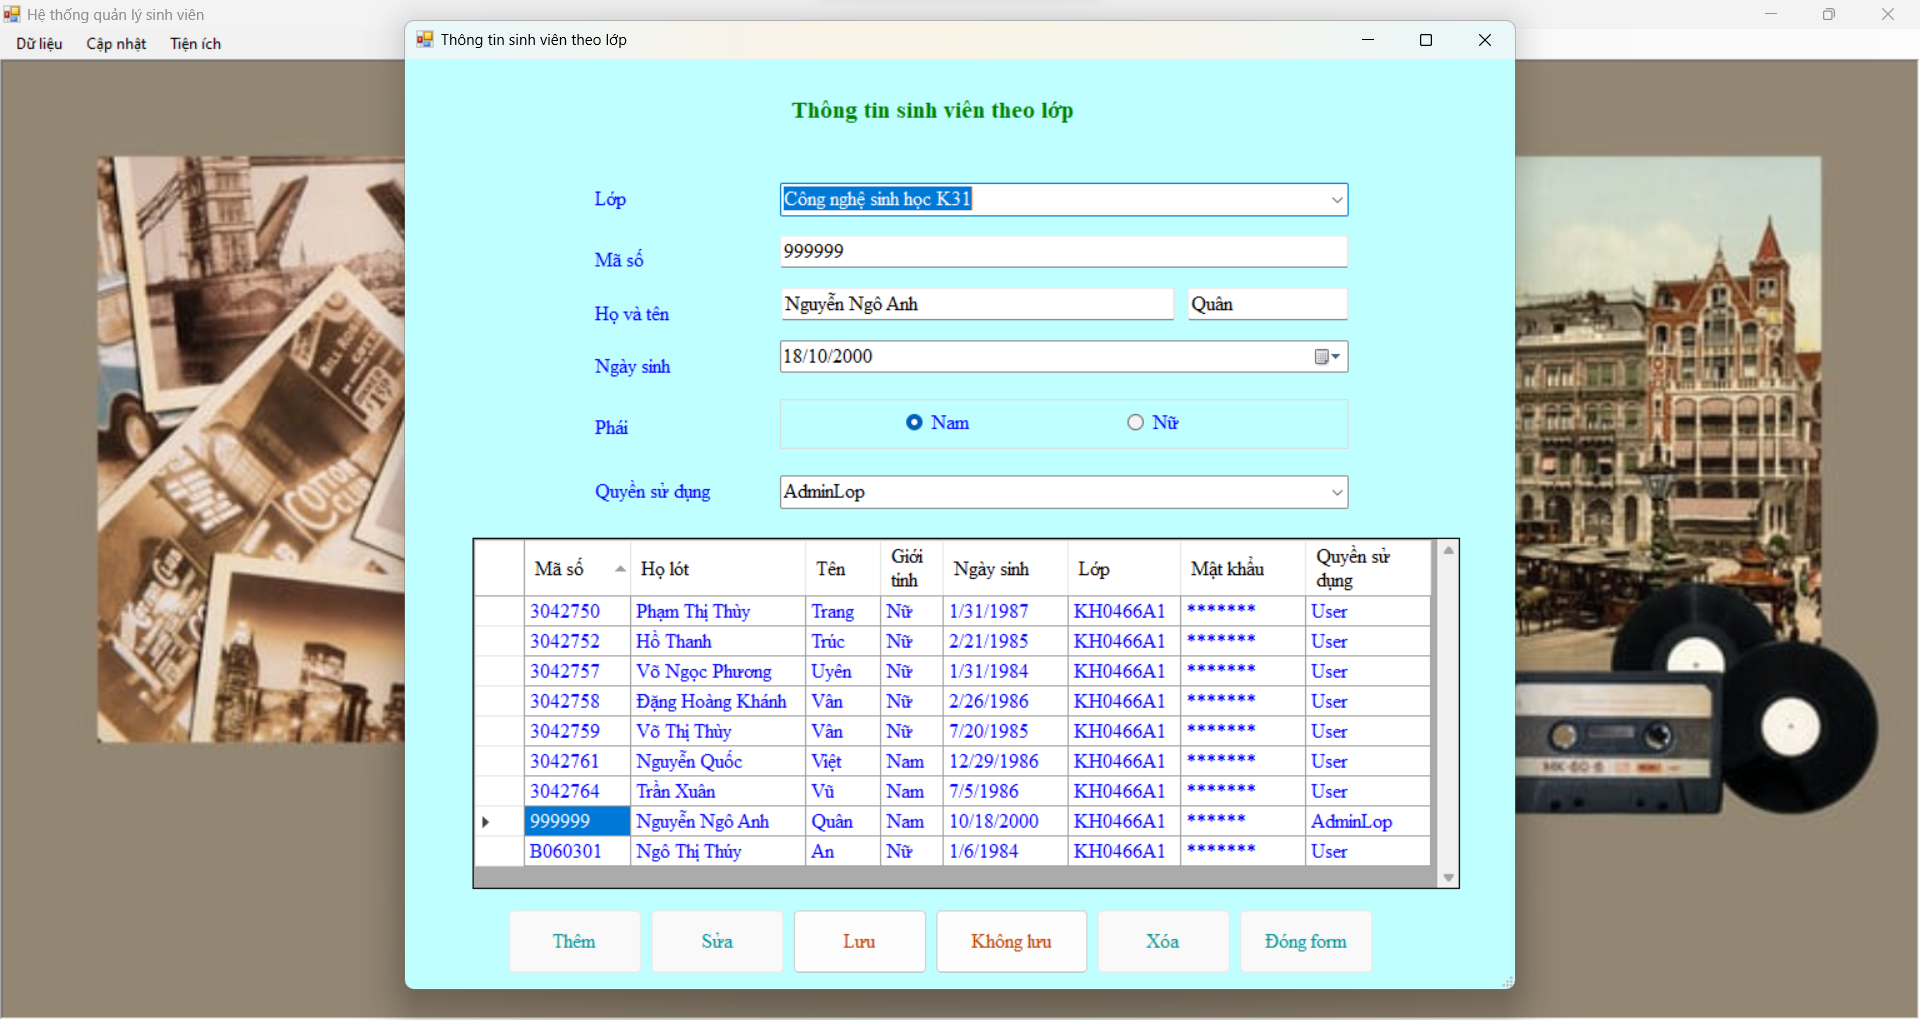 Hệ thống quản lý sinh viên
Dữ liệu Cập nhật Tiện ích
Thông tin sinh viên theo lớp
Thông tin sinh viên theo lớp
Lớp Công nghệ sinh học K31
Mã số 999999
Họ và tên Nguyễn Ngô Anh Quân
Ngày sinh 18/10/2000
Phái Nam Nữ
Quyền sử dụng AdminLop
Mã số Họ lót Tên Giới tính Ngày sinh Lớp Mật khẩu Quyền sử dụng
3042750 Phạm Thị Thùy Trang Nữ 1/31/1987 KH0466A1 ******* User
3042752 Hồ Thanh Trúc Nữ 2/21/1985 KH0466A1 ******* User
3042757 Võ Ngọc Phương Uyên Nữ 1/31/1984 KH0466A1 ******* User
3042758 Đặng Hoàng Khánh Vân Nữ 2/26/1986 KH0466A1 ******* User
3042759 Võ Thị Thùy Vân Nữ 7/20/1985 KH0466A1 ******* User
3042761 Nguyễn Quốc Việt Nam 12/29/1986 KH0466A1 ******* User
3042764 Trần Xuân Vũ Nam 7/5/1986 KH0466A1 ******* User
999999 Nguyễn Ngô Anh Quân Nam 10/18/2000 KH0466A1 ****** AdminLop
B060301 Ngô Thị Thúy An Nữ 1/6/1984 KH0466A1 ******* User
Thêm Sửa Lưu Không lưu Xóa Đóng form
COTTON
CLUB